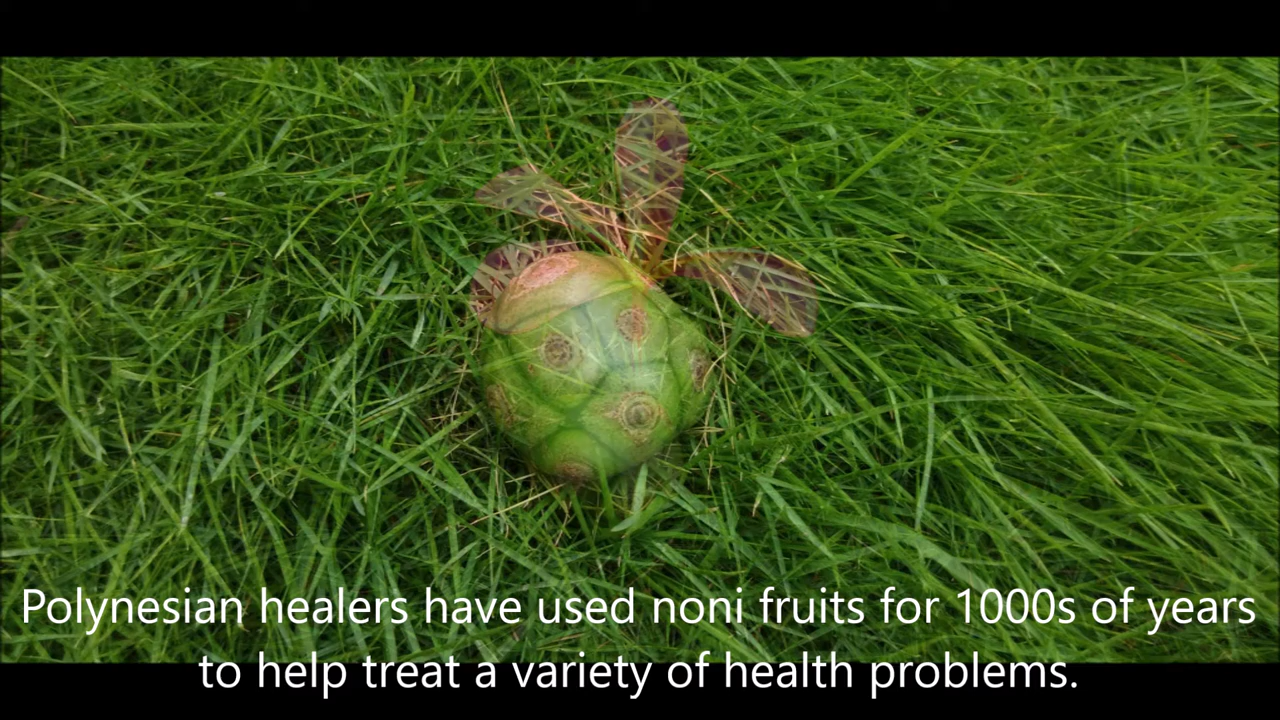 Polynesian healers have used noni fruits for 1000s of years
to help treat a variety of health problems.